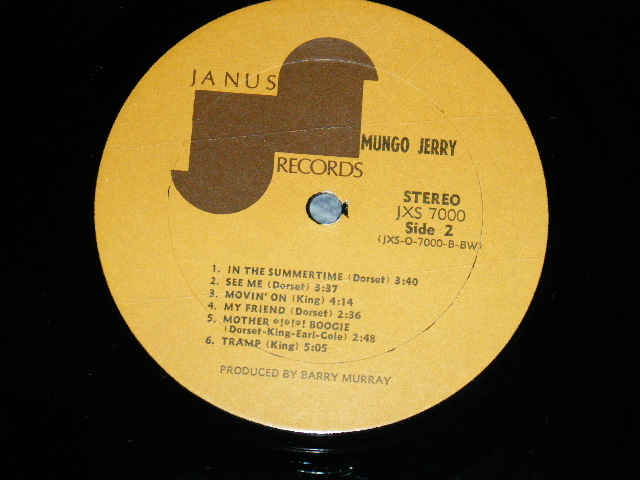 JANUS
RECORDS
MUNGO JERRY
STEREO
JXS 7000
Side 2
(JXS-O-7000-B-BW)
1. IN THE SUMMERTIME (Dorset) 3:40
2. SEE ME (Dorset) 3:37
3. MOVIN' ON (King) 4:14
4. MY FRIEND (Dorset) 2:36
5. MOTHER *!*!*! BOOGIE
(Dorset-King-Earl-Cole) 2:48
6. TRAMP (King) 5:05
PRODUCED BY BARRY MURRAY